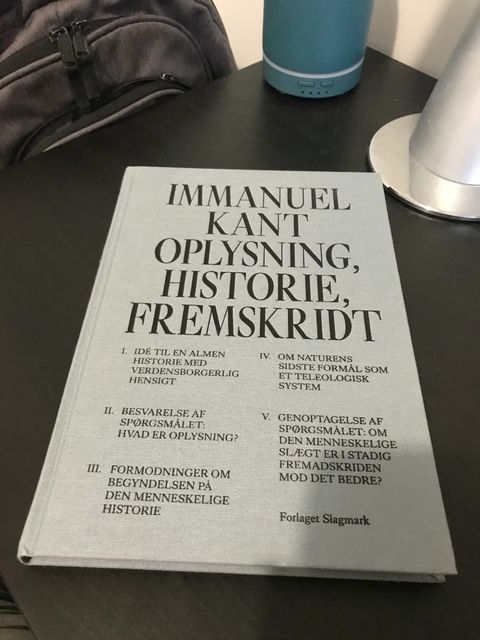 IMMANUEL
KANT
OPLYSNING,
HISTORIE,
FREMSKRIDT
I. IDÉ TIL EN ALMEN
HISTORIE MED
VERDENSBORGERLIG
HENSIGT
II. BESVARELSE AF
SPØRGSMÅLET:
HVAD ER OPLYSNING?
III. FORMODNINGER OM
BEGYNDELSEN PÅ
DEN MENNESKELIGE
HISTORIE
IV. OM NATURENS
SIDSTE FORMÅL SOM
ET TELEOLOGISK
SYSTEM
V. GENOPTAGELSE AF
SPØRGSMÅLET: OM
DEN MENNESKELIGE
SLÆGT ER I STADIG
FREMADSKRIDEN
MOD DET BEDRE?
Forlaget Slagmark